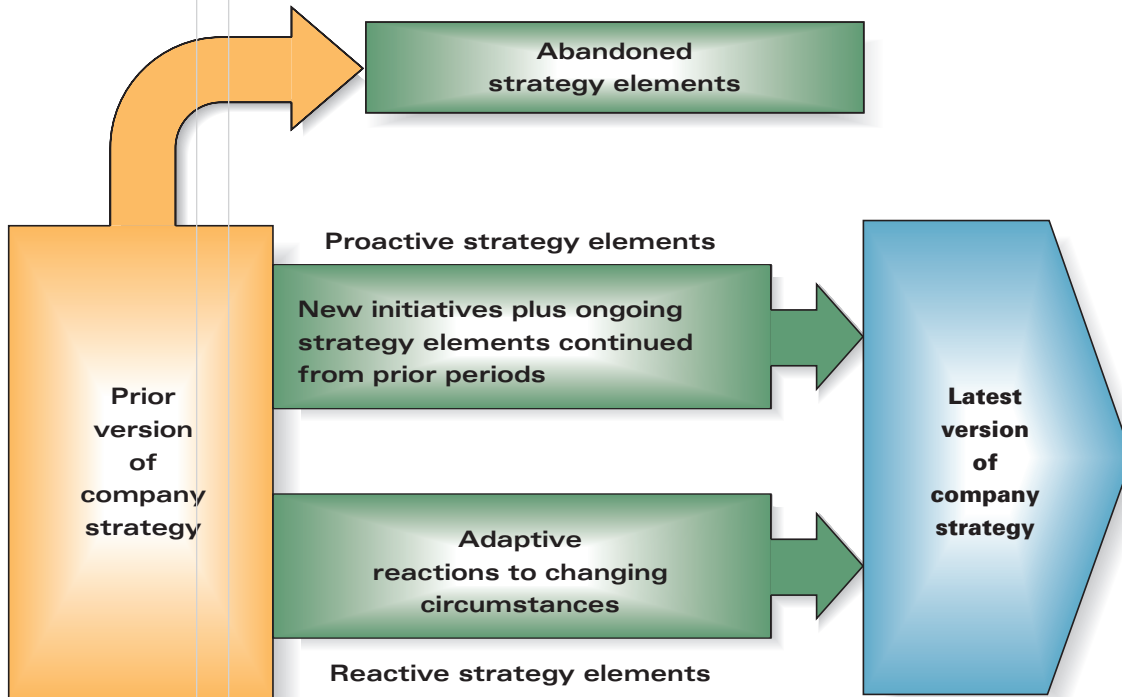 Abandoned
strategy elements
Proactive strategy elements
New initiatives plus ongoing
strategy elements continued
from prior periods
Prior
version
of
company
strategy
Latest
version
of
company
strategy
Adaptive
reactions to changing
circumstances
Reactive strategy elements